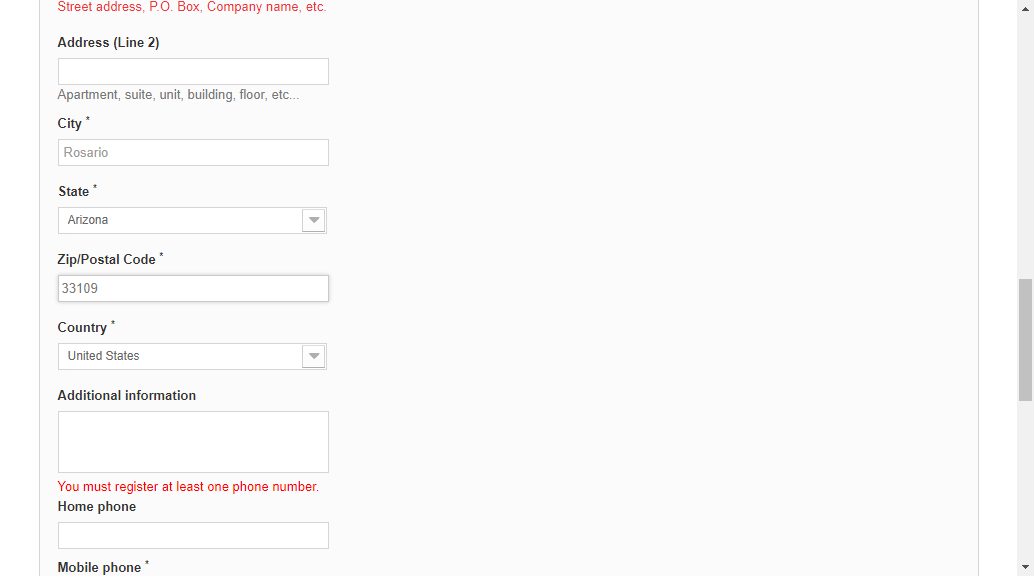 Street address, P.O. Box, Company name, etc.
Address (Line 2)
Apartment, suite, unit, building, floor, etc...
City *
Rosario
State *
Arizona
Zip/Postal Code *
33109
Country *
United States
Additional information
You must register at least one phone number.
Home phone
Mobile phone *